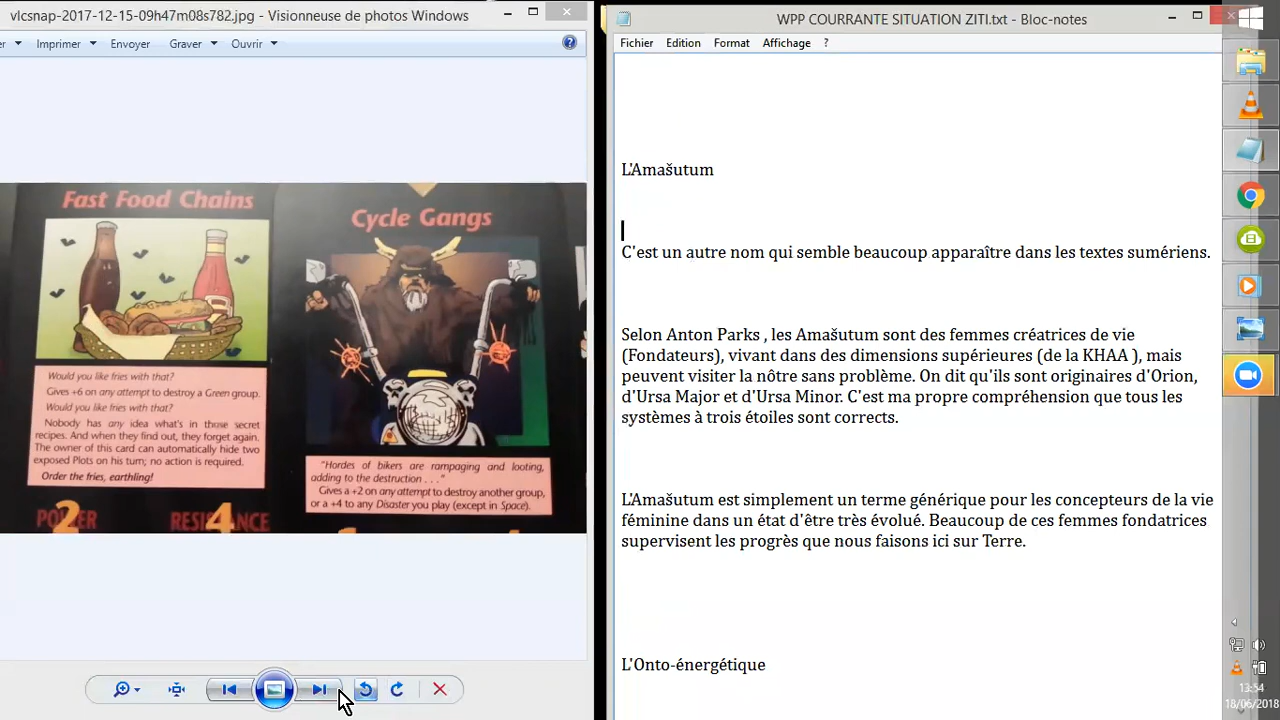 vlcsnap-2017-12-15-09h47m08s782.jpg - Visionneuse de photos Windows
Imprimer Envoyer Graver Ouvrir
Fast Food Chains
Would you like fries with that?
Gives +6 on any attempt to destroy a Green group.
Would you like fries with that?
Nobody has any idea what's in those secret
recipes. And when they find out, they forget again.
The owner of this card can automatically hide two
exposed Plots on his turn; no action is required.
Order the fries, earthling!
POWER
2
RESISTANCE
4
Cycle Gangs
"Hordes of bikers are rampaging and looting,
adding to the destruction . . ."
Gives a +2 on any attempt to destroy another group,
or a +4 to any Disaster you play (except in Space).
WPP COURRANTE SITUATION ZITI.txt - Bloc-notes
Fichier Edition Format Affichage ?
L'Amašutum
C'est un autre nom qui semble beaucoup apparaître dans les textes sumériens.
Selon Anton Parks , les Amašutum sont des femmes créatrices de vie
(Fondateurs), vivant dans des dimensions supérieures (de la KHAA ), mais
peuvent visiter la nôtre sans problème. On dit qu'ils sont originaires d'Orion,
d'Ursa Major et d'Ursa Minor. C'est ma propre compréhension que tous les
systèmes à trois étoiles sont corrects.
L'Amašutum est simplement un terme générique pour les concepteurs de la vie
féminine dans un état d'être très évolué. Beaucoup de ces femmes fondatrices
supervisent les progrès que nous faisons ici sur Terre.
L'Onto-énergétique
13:54
18/06/2018